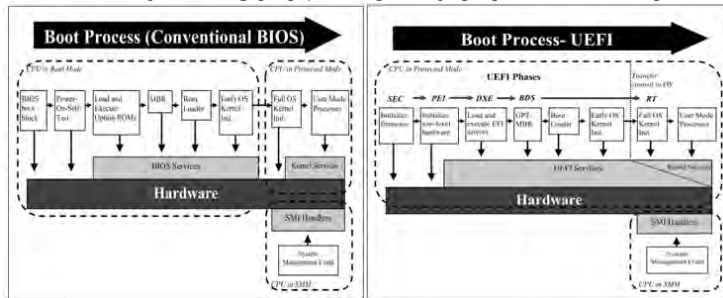 Boot Process (Conventional BIOS)
CPU in Real Mode
CPU in Protected Mode
BIOS
boot
block
Power-
On-Self-
Test
Load and
Execute
Option ROMs
MBR
Boot
Loader
Early OS
Kernel
Init.
Full OS
Kernel
Init.
User Mode
Processes
BIOS Services
Kernel Services
Hardware
SMI Handlers
System
Management Event
CPU in SMM
Boot Process- UEFI
CPU in Protected Mode
UEFI Phases
Transfer
control to OS
SEC
PEI
DXE
BDS
RT
Initialize
Initialize
low-level
hardware
Load and
execute EFI
drivers
GPT-
MBR
Boot
Loader
Early OS
Kernel
Init.
Full OS
Kernel
Init.
User Mode
Processes
UEFI Services
Kernel Services
Hardware
SMI Handlers
System
Management Event
CPU in SMM